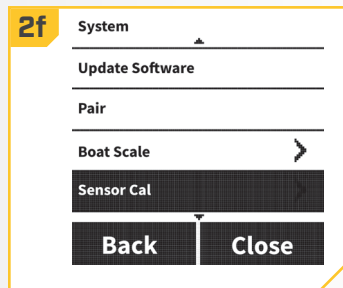 2f
System
Update Software
Pair
Boat Scale
Sensor Cal
Back Close